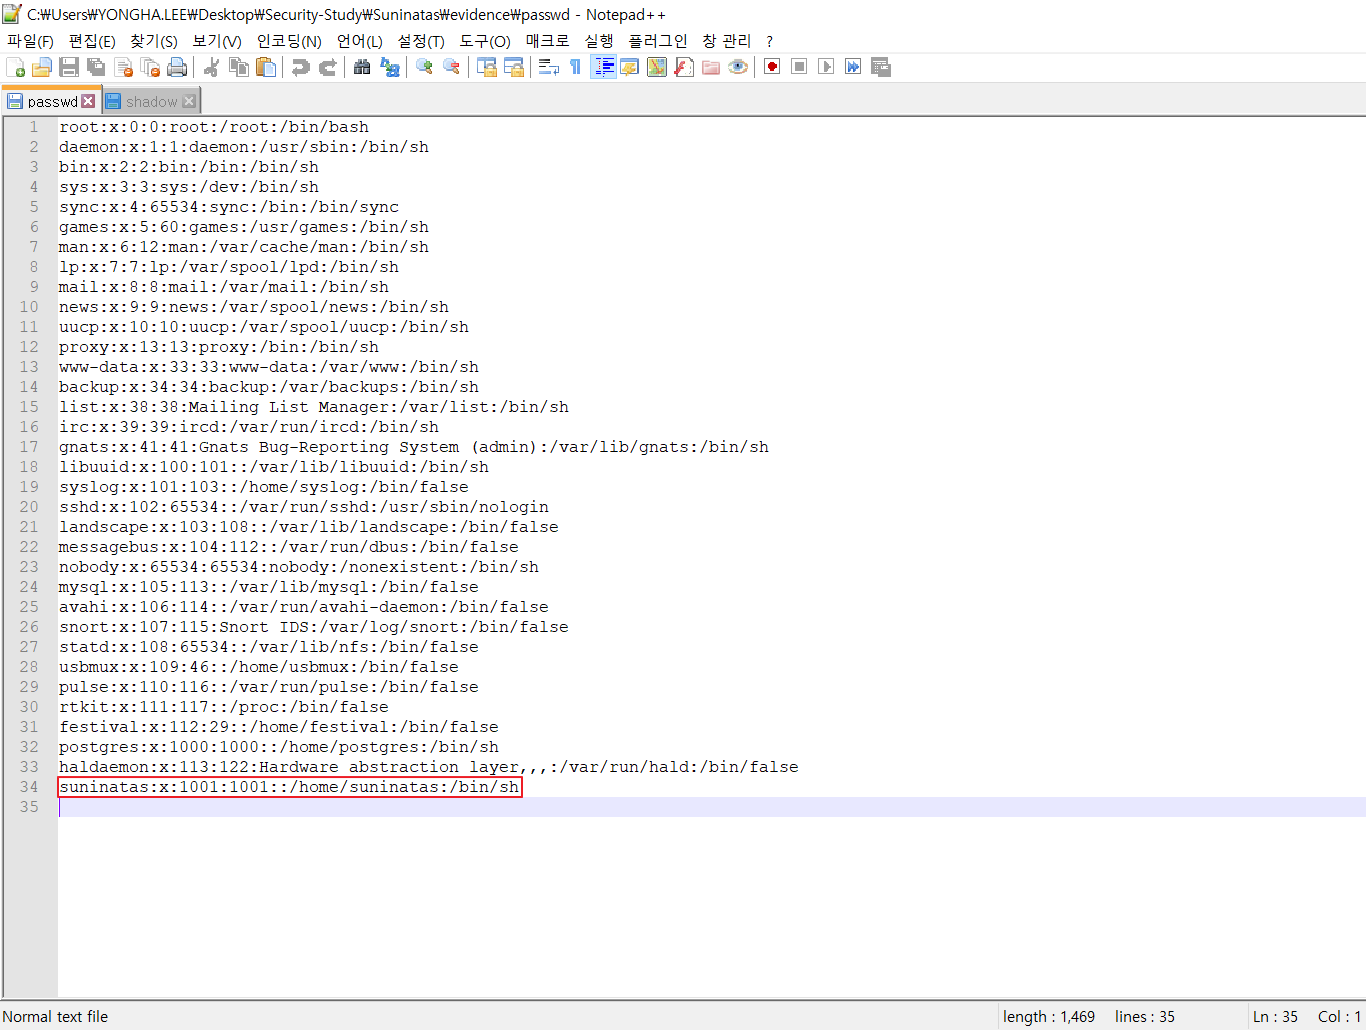 C:₩Users₩YONGHA.LEE₩Desktop₩Security-Study₩Suninatas₩evidence₩passwd - Notepad++
파일(F) 편집(E) 찾기(S) 보기(V) 인코딩(N) 언어(L) 설정(T) 도구(O) 매크로 실행 플러그인 창 관리 ?
passwd shadow
1 root:x:0:0:root:/root:/bin/bash
2 daemon:x:1:1:daemon:/usr/sbin:/bin/sh
3 bin:x:2:2:bin:/bin:/bin/sh
4 sys:x:3:3:sys:/dev:/bin/sh
5 sync:x:4:65534:sync:/bin:/bin/sync
6 games:x:5:60:games:/usr/games:/bin/sh
7 man:x:6:12:man:/var/cache/man:/bin/sh
8 lp:x:7:7:lp:/var/spool/lpd:/bin/sh
9 mail:x:8:8:mail:/var/mail:/bin/sh
10 news:x:9:9:news:/var/spool/news:/bin/sh
11 uucp:x:10:10:uucp:/var/spool/uucp:/bin/sh
12 proxy:x:13:13:proxy:/bin:/bin/sh
13 www-data:x:33:33:www-data:/var/www:/bin/sh
14 backup:x:34:34:backup:/var/backups:/bin/sh
15 list:x:38:38:Mailing List Manager:/var/list:/bin/sh
16 irc:x:39:39:ircd:/var/run/ircd:/bin/sh
17 gnats:x:41:41:Gnats Bug-Reporting System (admin):/var/lib/gnats:/bin/sh
18 libuuid:x:100:101::/var/lib/libuuid:/bin/sh
19 syslog:x:101:103::/home/syslog:/bin/false
20 sshd:x:102:65534::/var/run/sshd:/usr/sbin/nologin
21 landscape:x:103:108::/var/lib/landscape:/bin/false
22 messagebus:x:104:112::/var/run/dbus:/bin/false
23 nobody:x:65534:65534:nobody:/nonexistent:/bin/sh
24 mysql:x:105:113::/var/lib/mysql:/bin/false
25 avahi:x:106:114::/var/run/avahi-daemon:/bin/false
26 snort:x:107:115:Snort IDS:/var/log/snort:/bin/false
27 statd:x:108:65534::/var/lib/nfs:/bin/false
28 usbmux:x:109:46::/home/usbmux:/bin/false
29 pulse:x:110:116::/var/run/pulse:/bin/false
30 rtkit:x:111:117::/proc:/bin/false
31 festival:x:112:29::/home/festival:/bin/false
32 postgres:x:1000:1000::/home/postgres:/bin/sh
33 haldaemon:x:113:122:Hardware abstraction layer,,,:/var/run/hald:/bin/false
34 suninatas:x:1001:1001::/home/suninatas:/bin/sh
35
Normal text file length : 1,469 lines : 35 Ln : 35 Col : 1